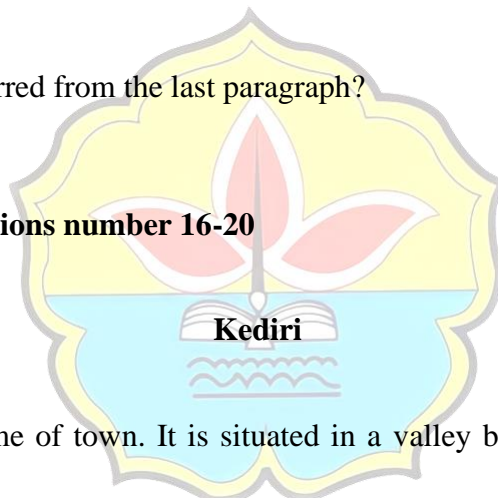 rred from the last paragraph?
ions number 16-20
Kediri
ne of town. It is situated in a valley b